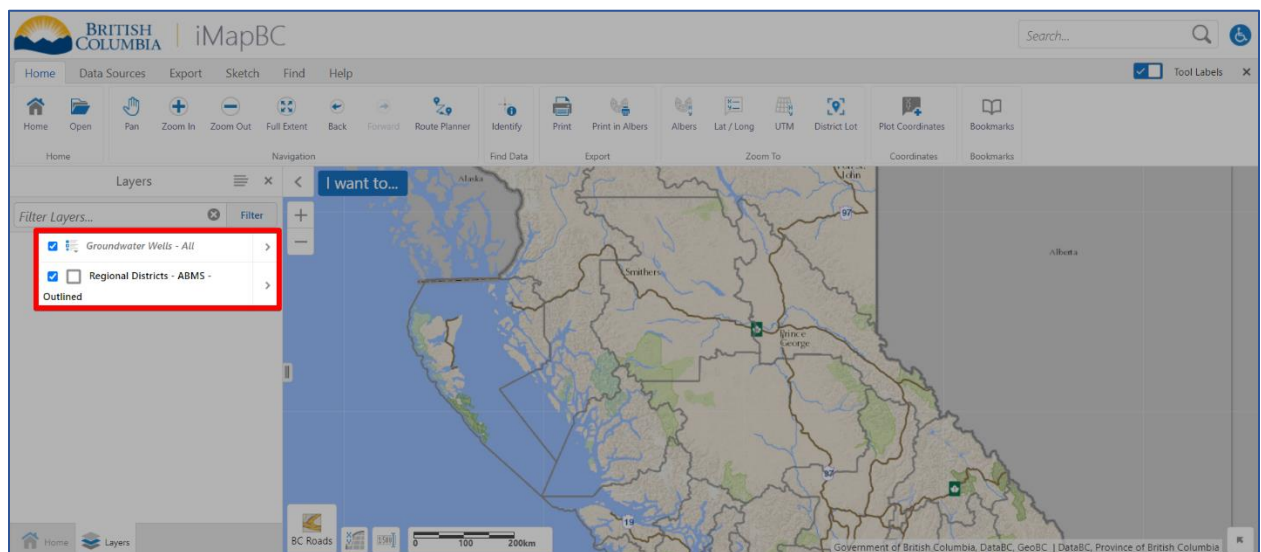 BRITISH
COLUMBIA
iMapBC
Search...
Home Data Sources Export Sketch Find Help
Tool Labels
Home Open Pan Zoom In Zoom Out Full Extent Back Forward Route Planner Identify Print Print in Albers Albers Lat / Long UTM District Lot Plot Coordinates Bookmarks
Home Navigation Find Data Export Zoom To Coordinates Bookmarks
Layers
I want to...
Filter Layers... Filter
Groundwater Wells - All
Regional Districts - ABMS -
Outlined
Alaska
John
97
Alberta
Smithers
Prince
George
97
19
Home Layers
BC Roads
0 100 200km
Government of British Columbia, DataBC, GeoBC | DataBC, Province of British Columbia